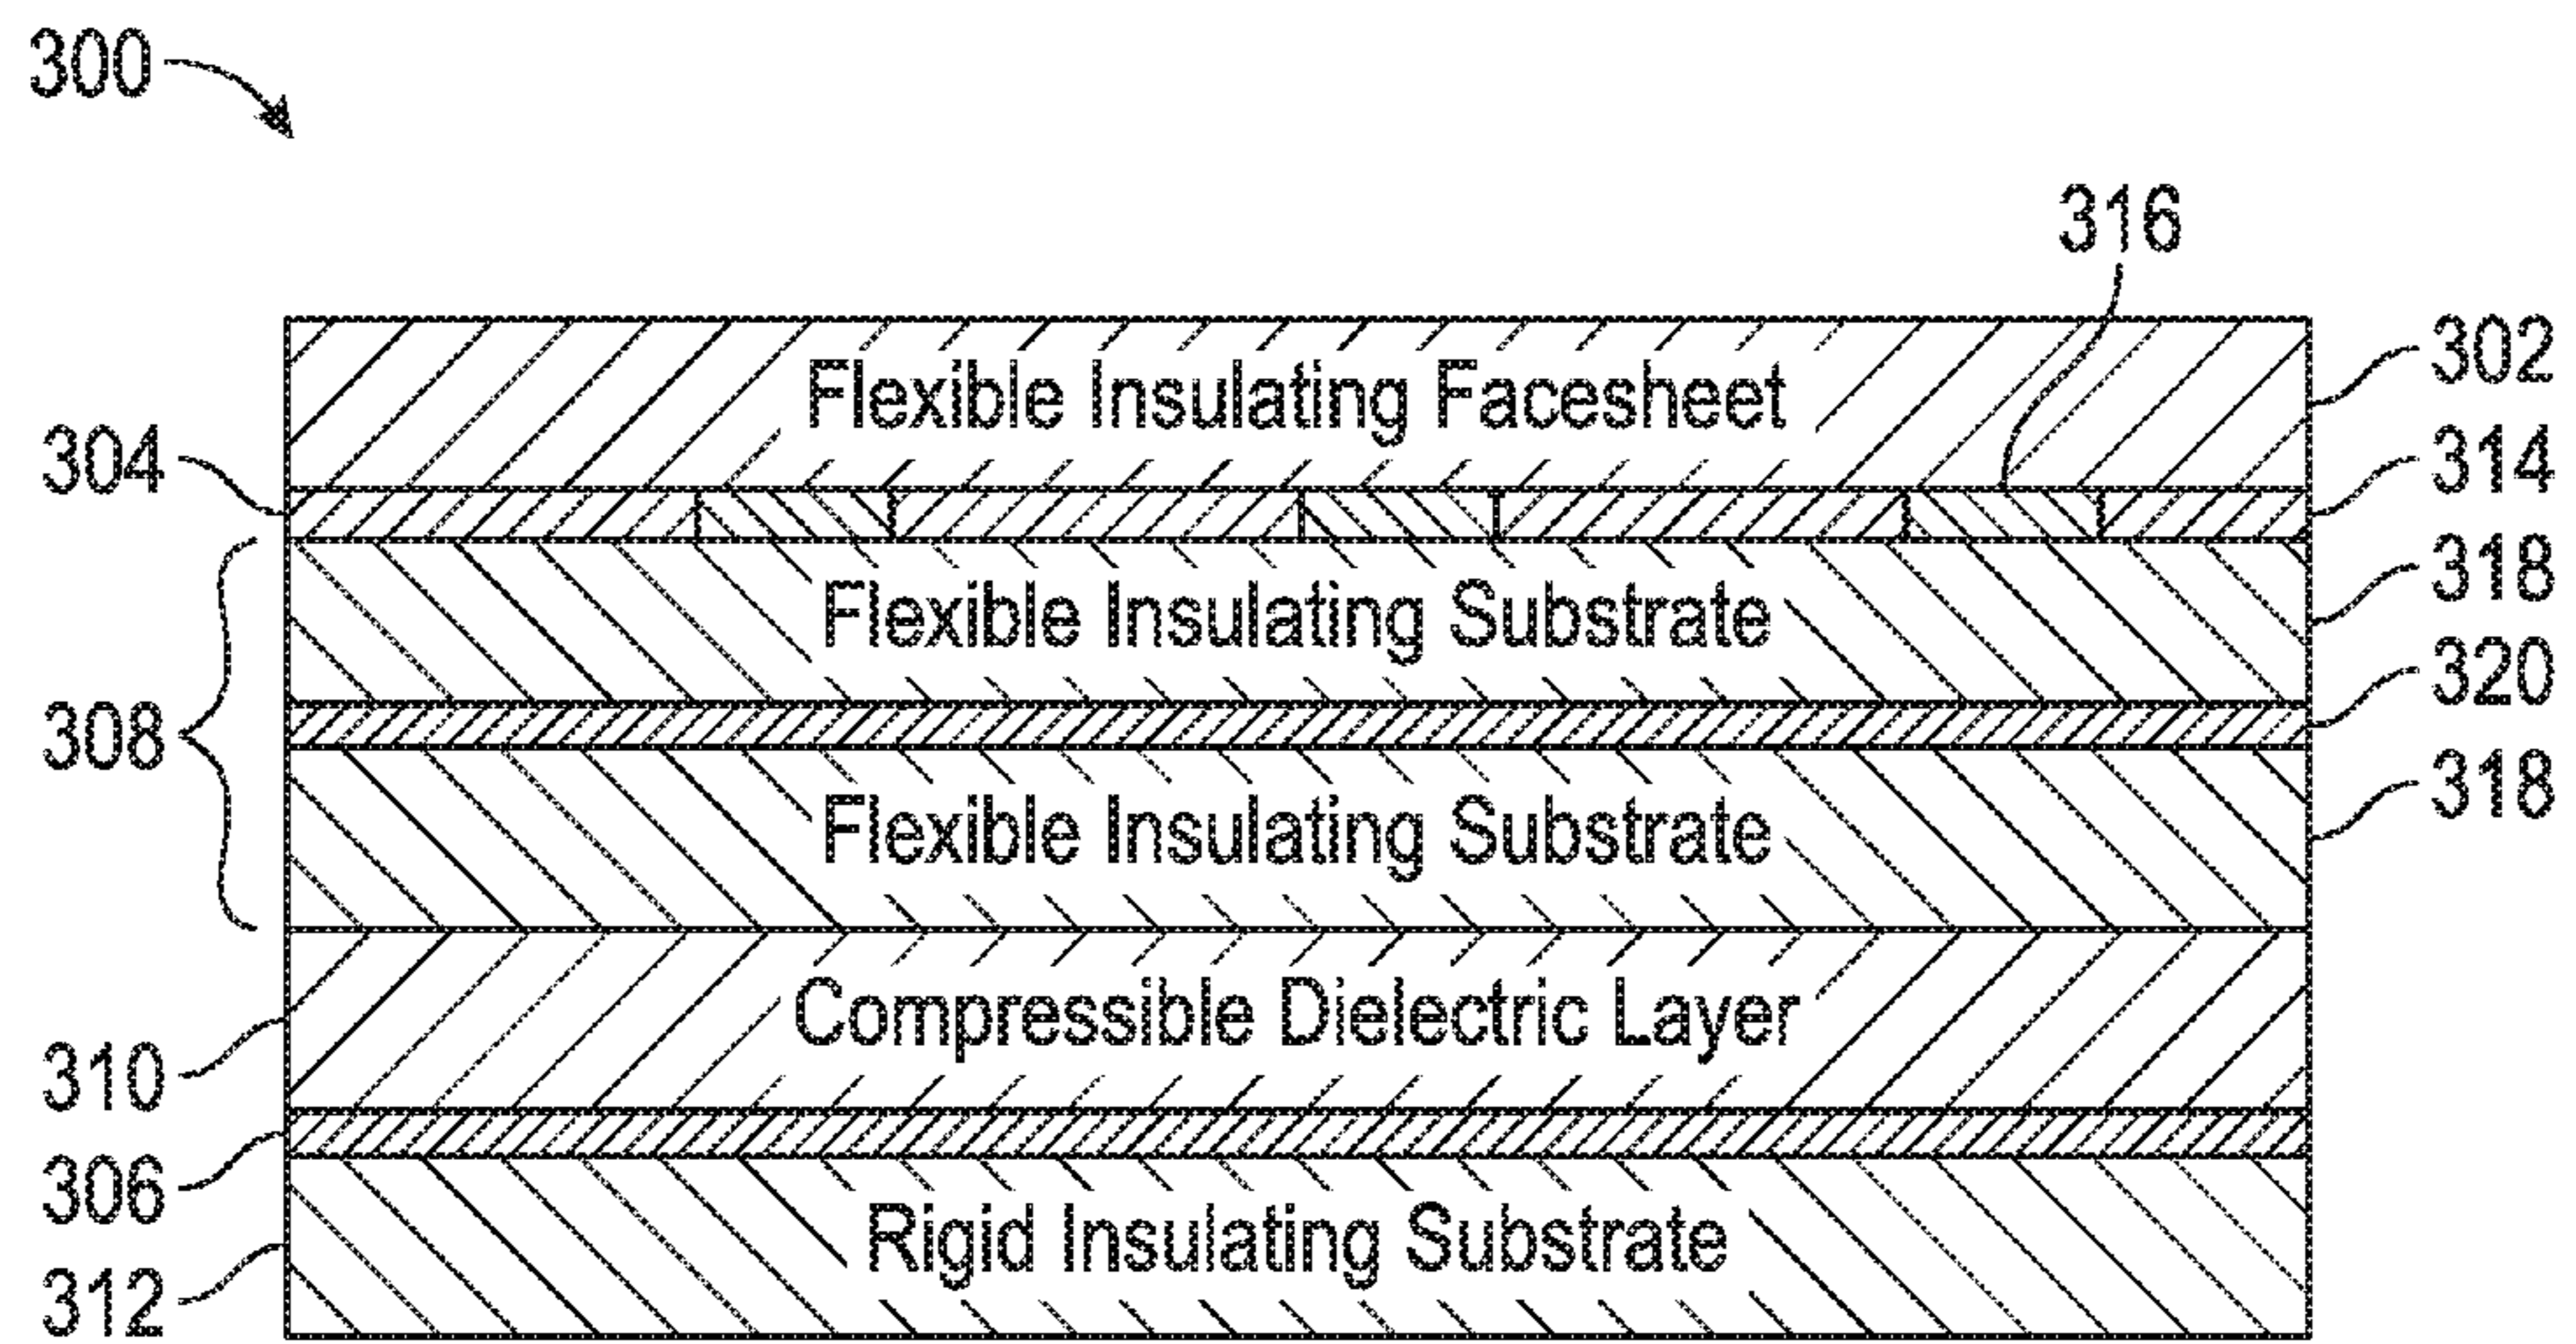 300
316
Flexible Insulating Facesheet
302
304
314
318
Flexible Insulating Substrate
320
308
318
Flexible Insulating Substrate
Compressible Dielectric Layer
310
306
Rigid Insulating Substrate
312